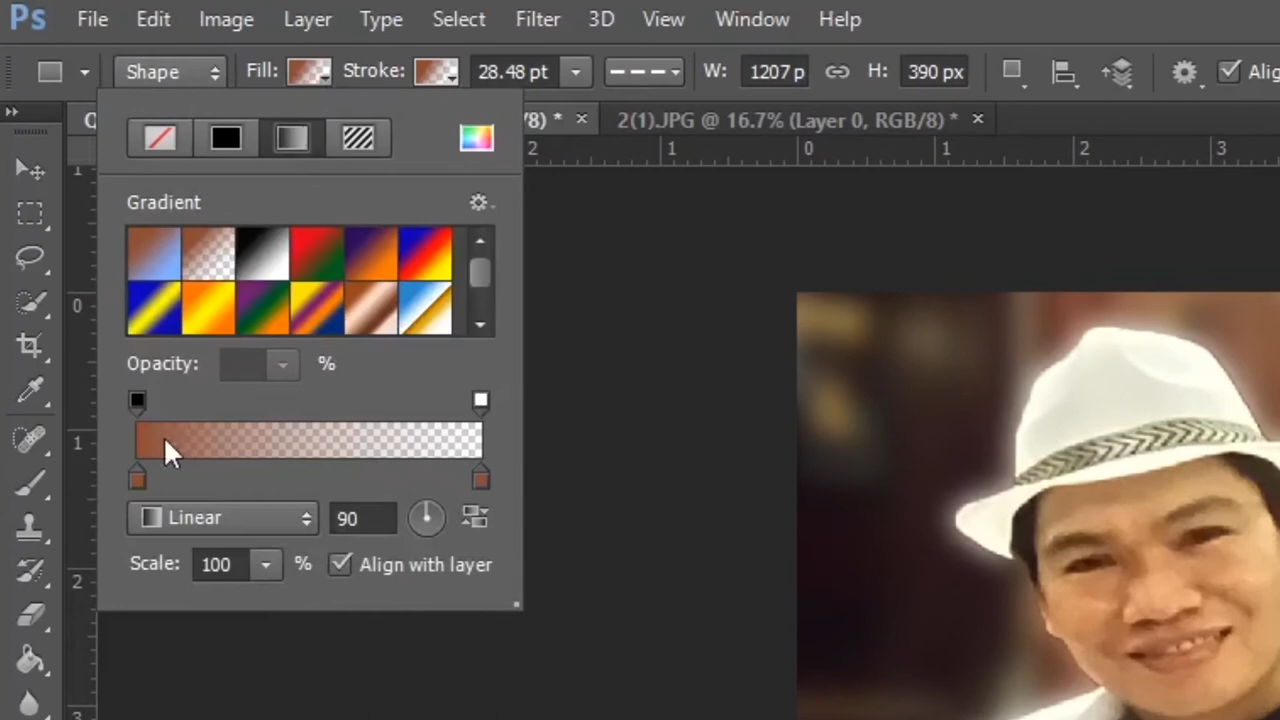 Ps File Edit Image Layer Type Select Filter 3D View Window Help
Shape Fill: Stroke: 28.48 pt W: 1207 p H: 390 px Alig
/8) * × 2(1).JPG @ 16.7% (Layer 0, RGB/8) * ×
2 1 0 1 2 3
Gradient
0
Opacity: %
1
Linear 90
Scale: 100 % Align with layer
2